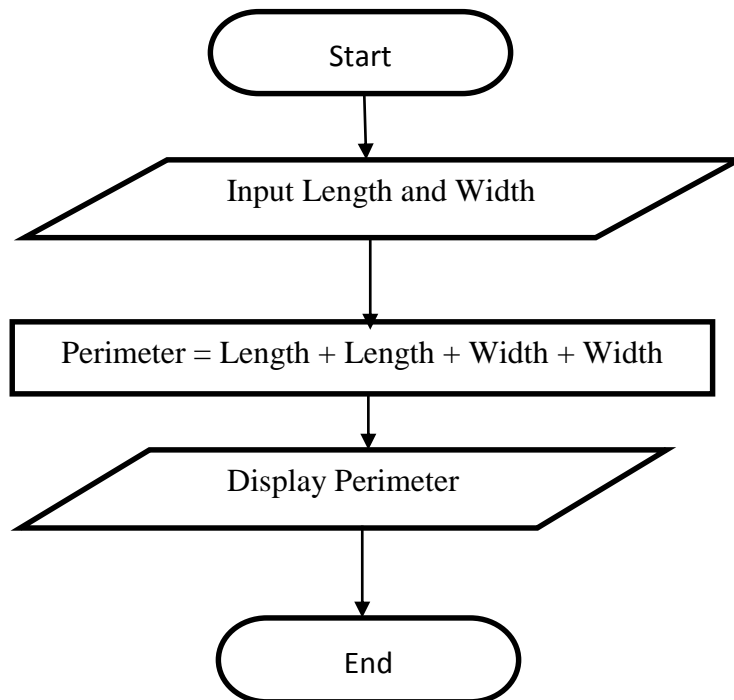 Start
Input Length and Width
Perimeter = Length + Length + Width + Width
Display Perimeter
End